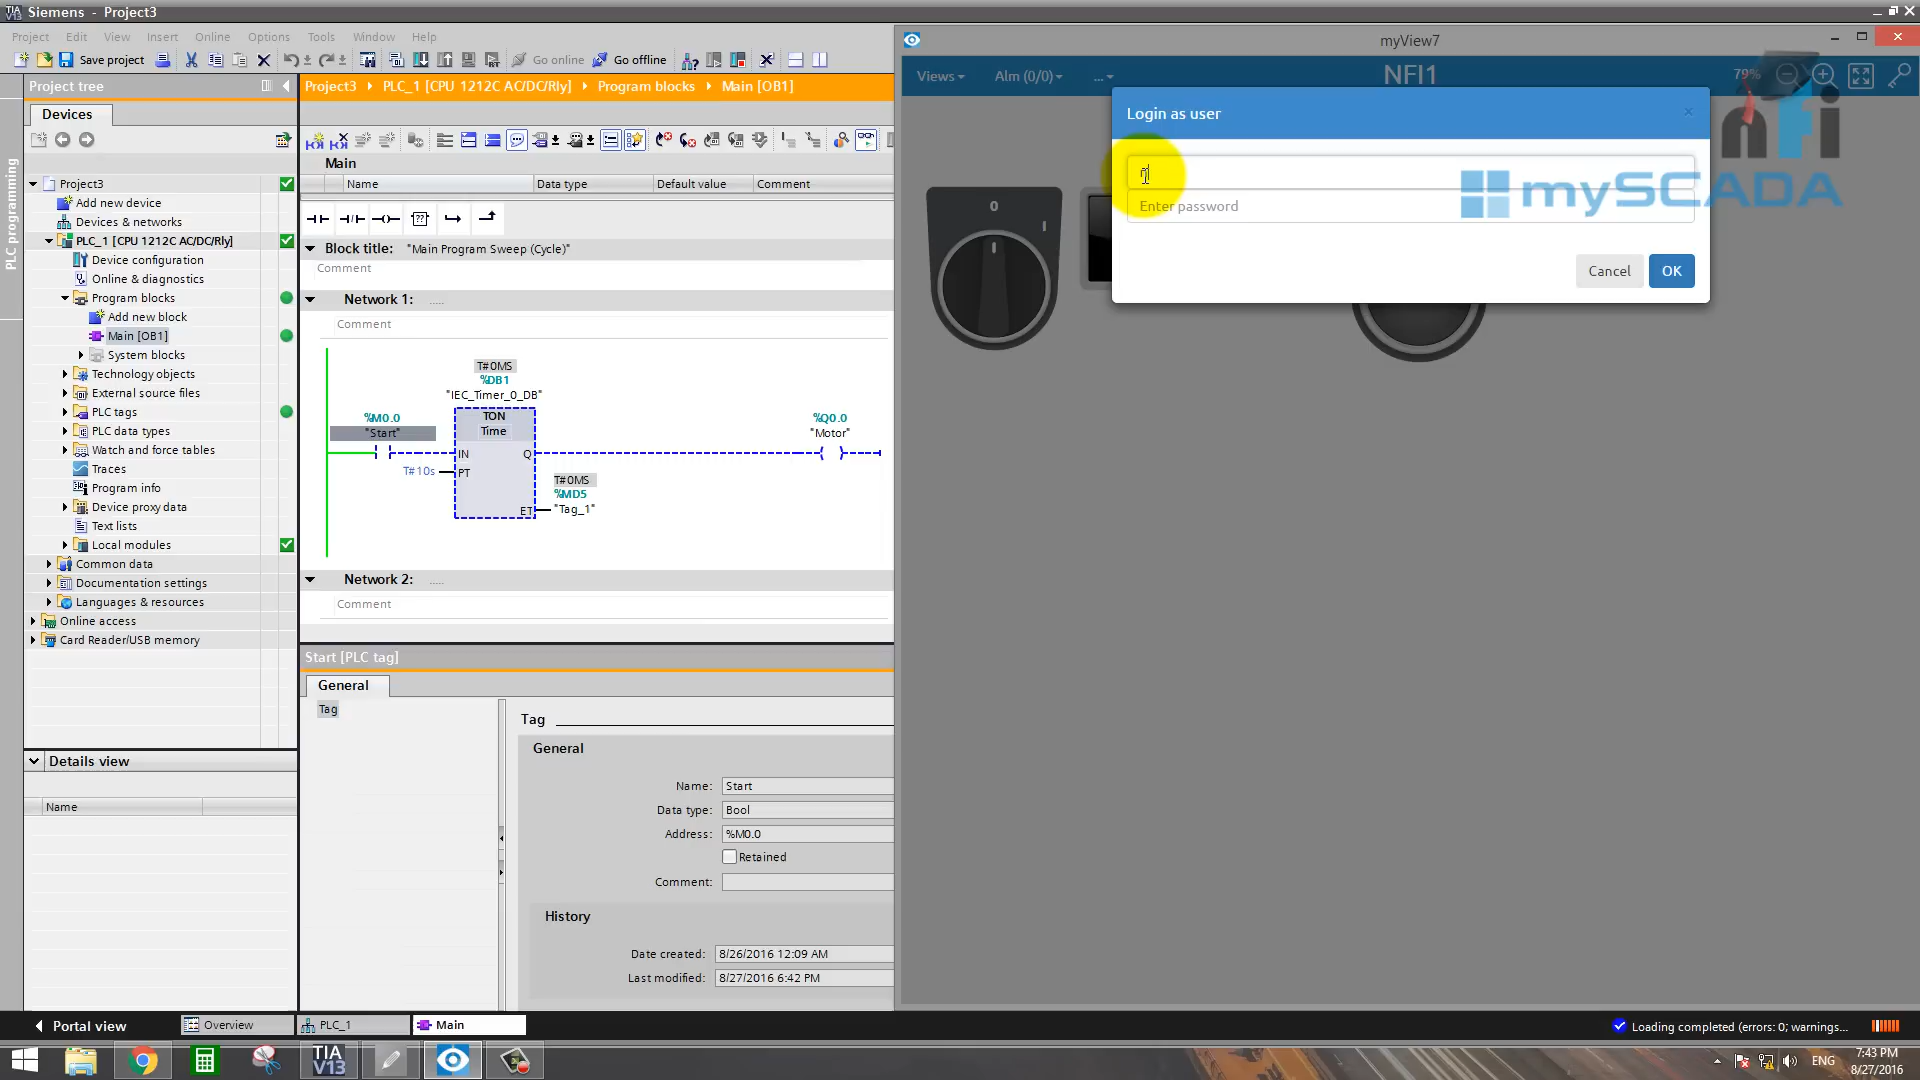 TIA V13 Siemens - Project3
Project Edit View Insert Online Options Tools Window Help
Save project Go online Go offline
Project tree
Project3 PLC_1 [CPU 1212C AC/DC/Rly] Program blocks Main [OB1]
Devices
PLC programming
Project3
Add new device
Devices & networks
PLC_1 [CPU 1212C AC/DC/Rly]
Device configuration
Online & diagnostics
Program blocks
Add new block
Main [OB1]
System blocks
Technology objects
External source files
PLC tags
PLC data types
Watch and force tables
Traces
Program info
Device proxy data
Text lists
Local modules
Common data
Documentation settings
Languages & resources
Online access
Card Reader/USB memory
Details view
Name
Main
Name Data type Default value Comment
??
Block title: "Main Program Sweep (Cycle)"
Comment
Network 1: .....
Comment
T#0MS
%DB1
"IEC_Timer_0_DB"
%M0.0
"Start"
TON
Time
IN Q
T#10s PT
ET
T#0MS
%MD5
"Tag_1"
%Q0.0
"Motor"
Network 2: .....
Comment
Start [PLC tag]
General
Tag
Tag
General
Name: Start
Data type: Bool
Address: %M0.0
Retained
Comment:
History
Date created: 8/26/2016 12:09 AM
Last modified: 8/27/2016 6:42 PM
myView7
Views Alm (0/0) ... NFI1 79%
nfi
Login as user
mySCADA
Enter password
Cancel OK
0
I
I
Portal view Overview PLC_1 Main
Loading completed (errors: 0; warnings...
TIA V13
ENG
7:43 PM
8/27/2016